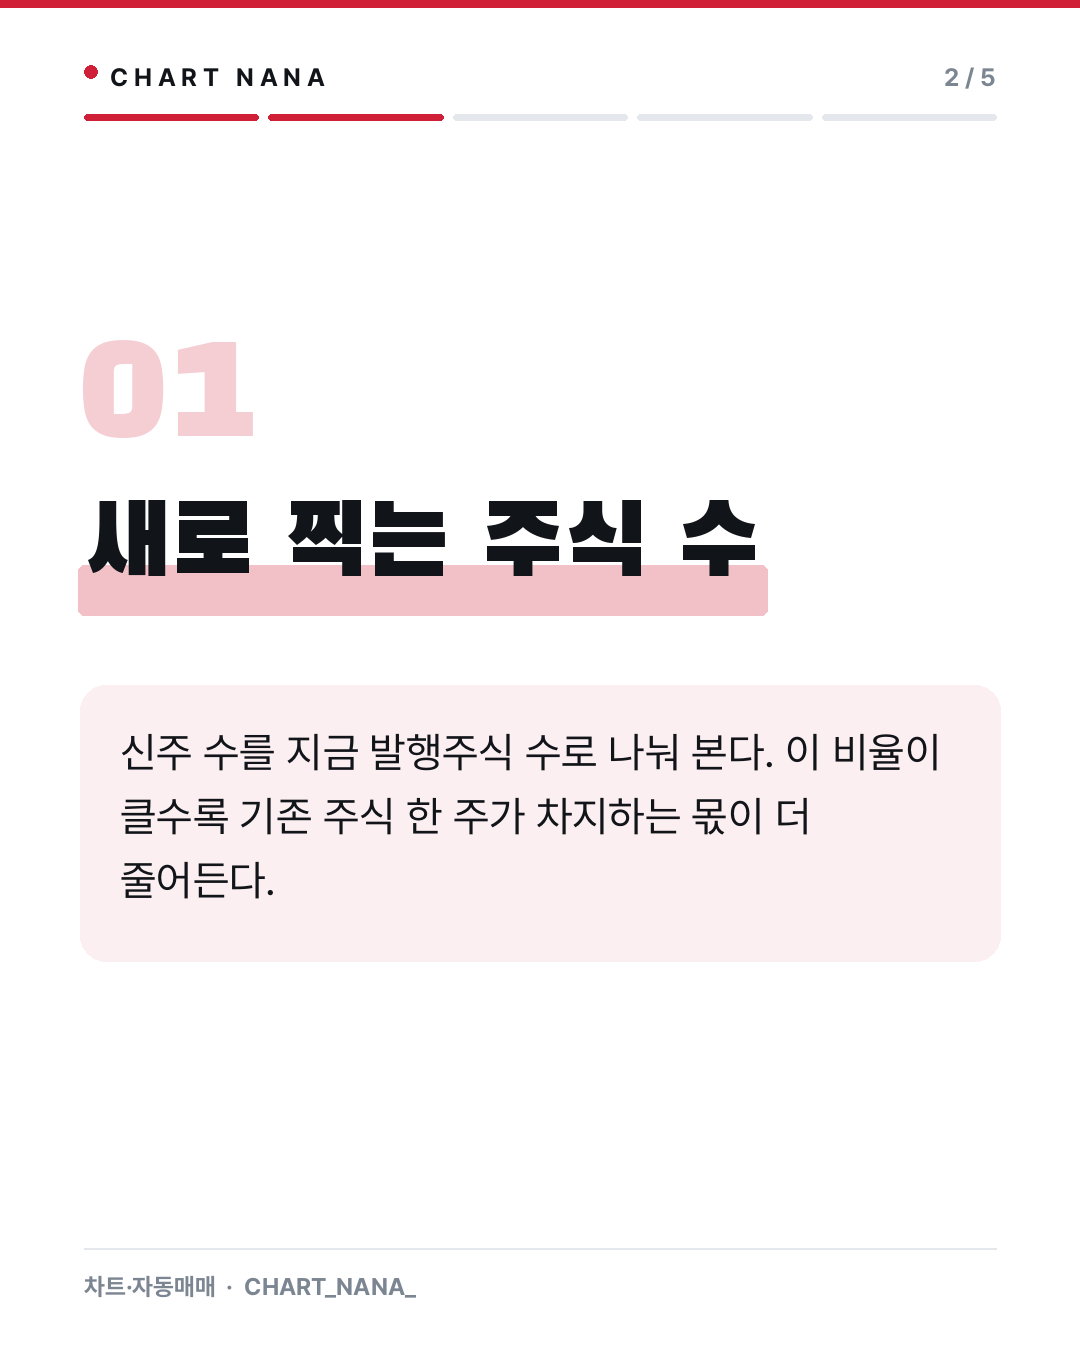 CHART NANA
2 / 5
01
새로 찍는 주식 수
신주 수를 지금 발행주식 수로 나눠 본다. 이 비율이
클수록 기존 주식 한 주가 차지하는 몫이 더
줄어든다.
차트·자동매매 · CHART_NANA_